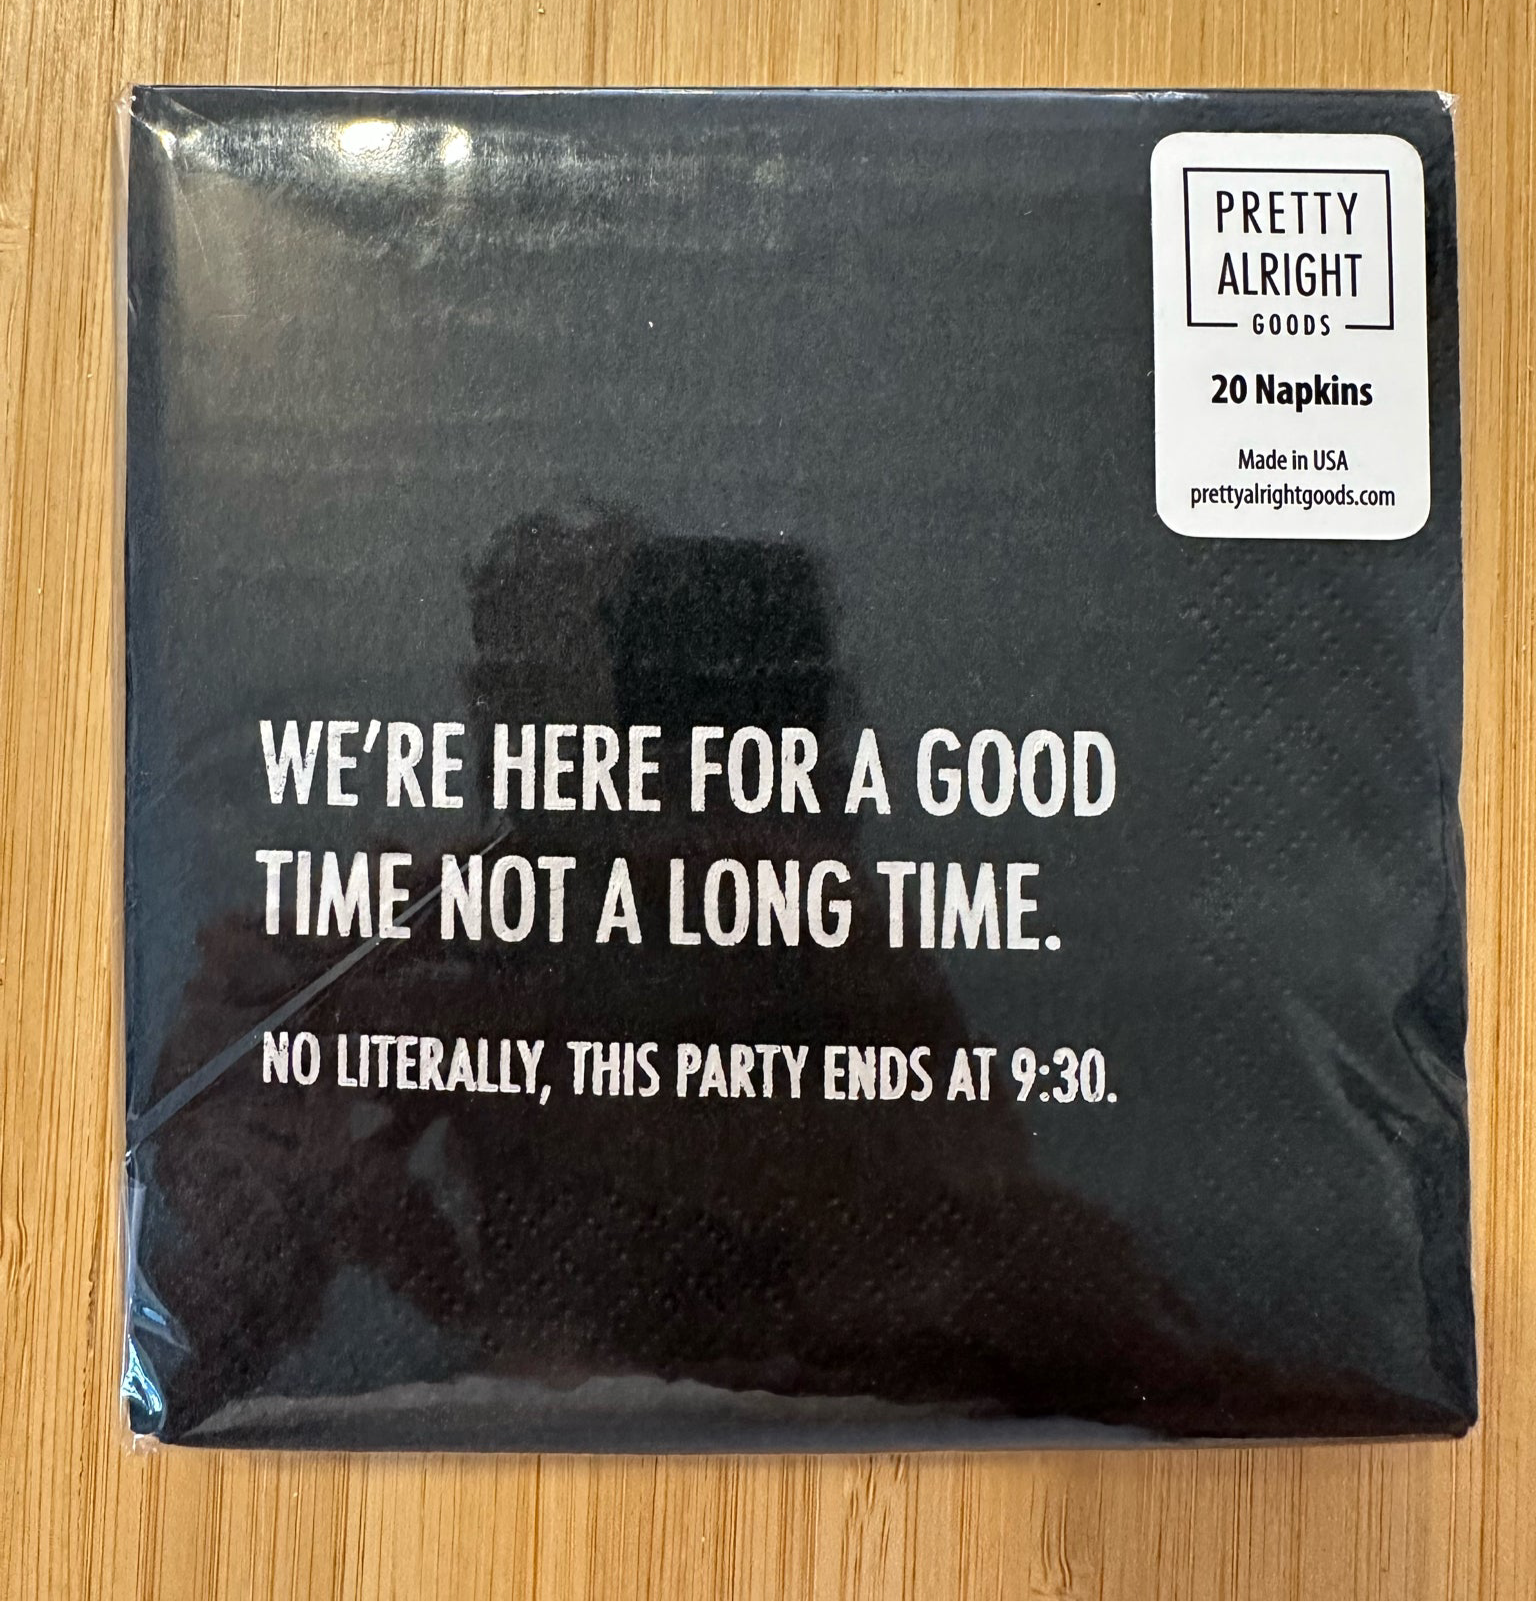 PRETTY
ALRIGHT
GOODS
20 Napkins
Made in USA
prettyalrightgoods.com
WE'RE HERE FOR A GOOD
TIME NOT A LONG TIME.
NO LITERALLY, THIS PARTY ENDS AT 9:30.